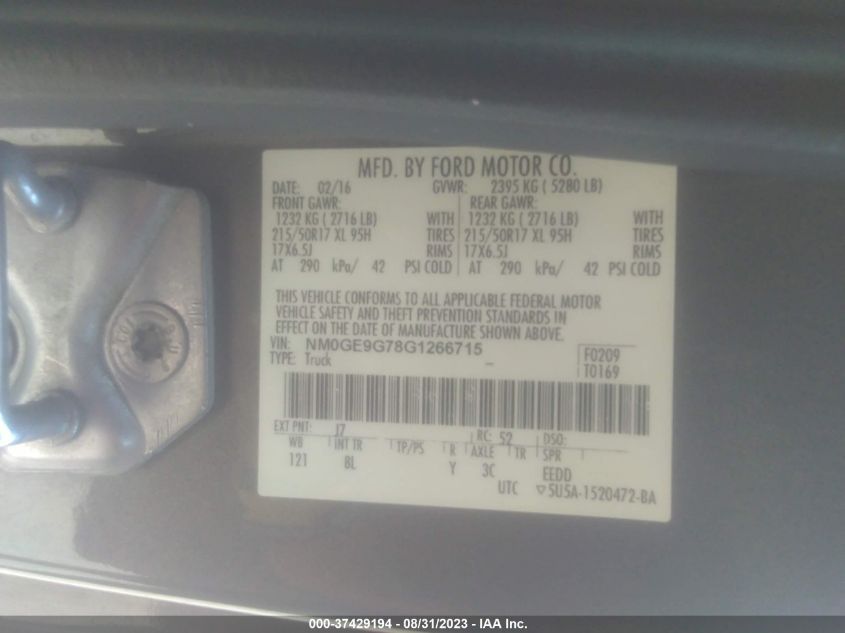 MFD. BY FORD MOTOR CO.
DATE: 02/16 GVWR: 2395 KG ( 5280 LB)
FRONT GAWR: REAR GAWR:
1232 KG ( 2716 LB) WITH 1232 KG ( 2716 LB) WITH
215/50R17 XL 95H TIRES 215/50R17 XL 95H TIRES
17X6.5J RIMS 17X6.5J RIMS
AT 290 kPa/ 42 PSI COLD AT 290 kPa/ 42 PSI COLD
THIS VEHICLE CONFORMS TO ALL APPLICABLE FEDERAL MOTOR
VEHICLE SAFETY AND THEFT PREVENTION STANDARDS IN
EFFECT ON THE DATE OF MANUFACTURE SHOWN ABOVE.
VIN: NM0GE9G78G1266715
TYPE: Truck
F0209
T0169
EXT PNT: J7 RC: 52 DSO:
WB INT TR TP/PS R AXLE TR SPR
121 8L Y 3C EEDD
UTC ▽5U5A-1520472-BA
000-37429194 - 08/31/2023 - IAA Inc.